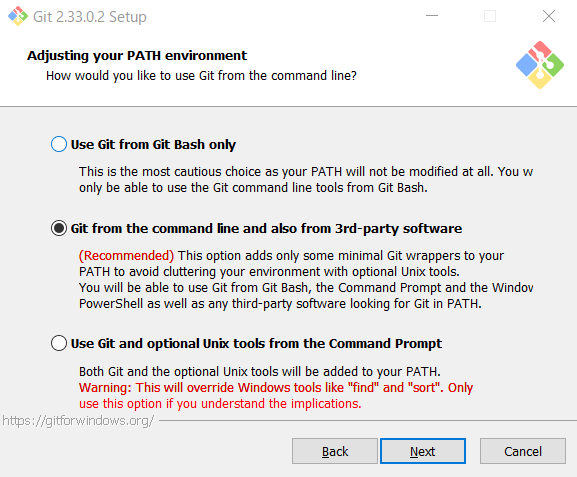 Git 2.33.0.2 Setup
Adjusting your PATH environment
How would you like to use Git from the command line?
Use Git from Git Bash only
This is the most cautious choice as your PATH will not be modified at all. You w
only be able to use the Git command line tools from Git Bash.
Git from the command line and also from 3rd-party software
(Recommended) This option adds only some minimal Git wrappers to your
PATH to avoid cluttering your environment with optional Unix tools.
You will be able to use Git from Git Bash, the Command Prompt and the Window
PowerShell as well as any third-party software looking for Git in PATH.
Use Git and optional Unix tools from the Command Prompt
Both Git and the optional Unix tools will be added to your PATH.
Warning: This will override Windows tools like "find" and "sort". Only
use this option if you understand the implications.
https://gitforwindows.org/
Back Next Cancel